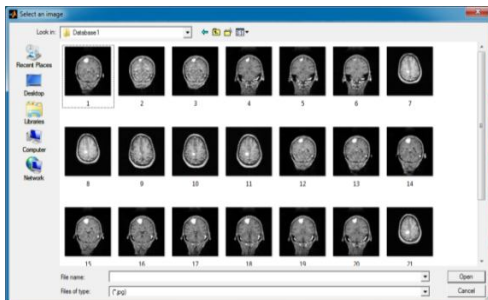 Select an image
Look in: Database1
Recent Places
Desktop
Libraries
Computer
Network
1 2 3 4 5 6 7
8 9 10 11 12 13 14
15 16 17 18 19 20 21
File name: Open
Files of type: (*.jpg) Cancel